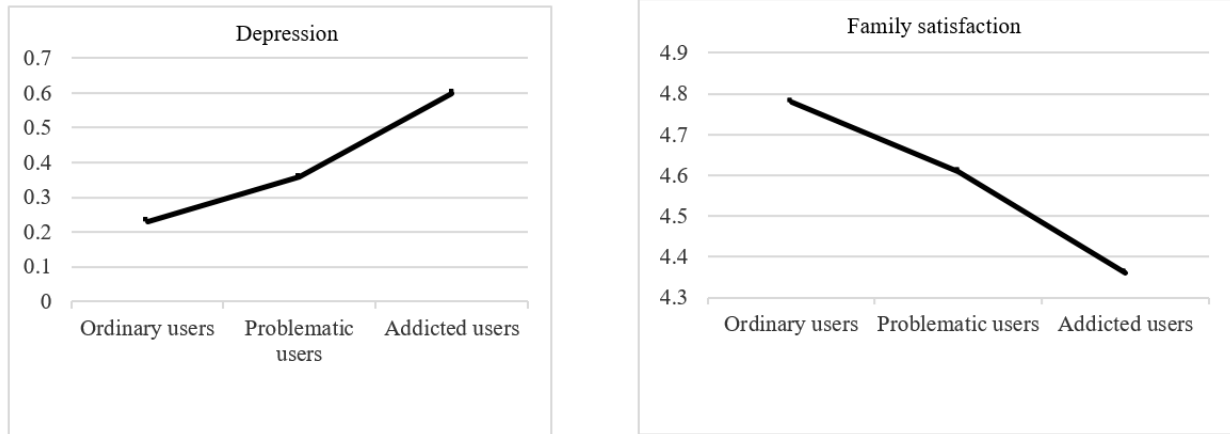 Depression
0.7
0.6
0.5
0.4
0.3
0.2
0.1
0
Ordinary users
Problematic
users
Addicted users
Family satisfaction
4.9
4.8
4.7
4.6
4.5
4.4
4.3
Ordinary users
Problematic users
Addicted users